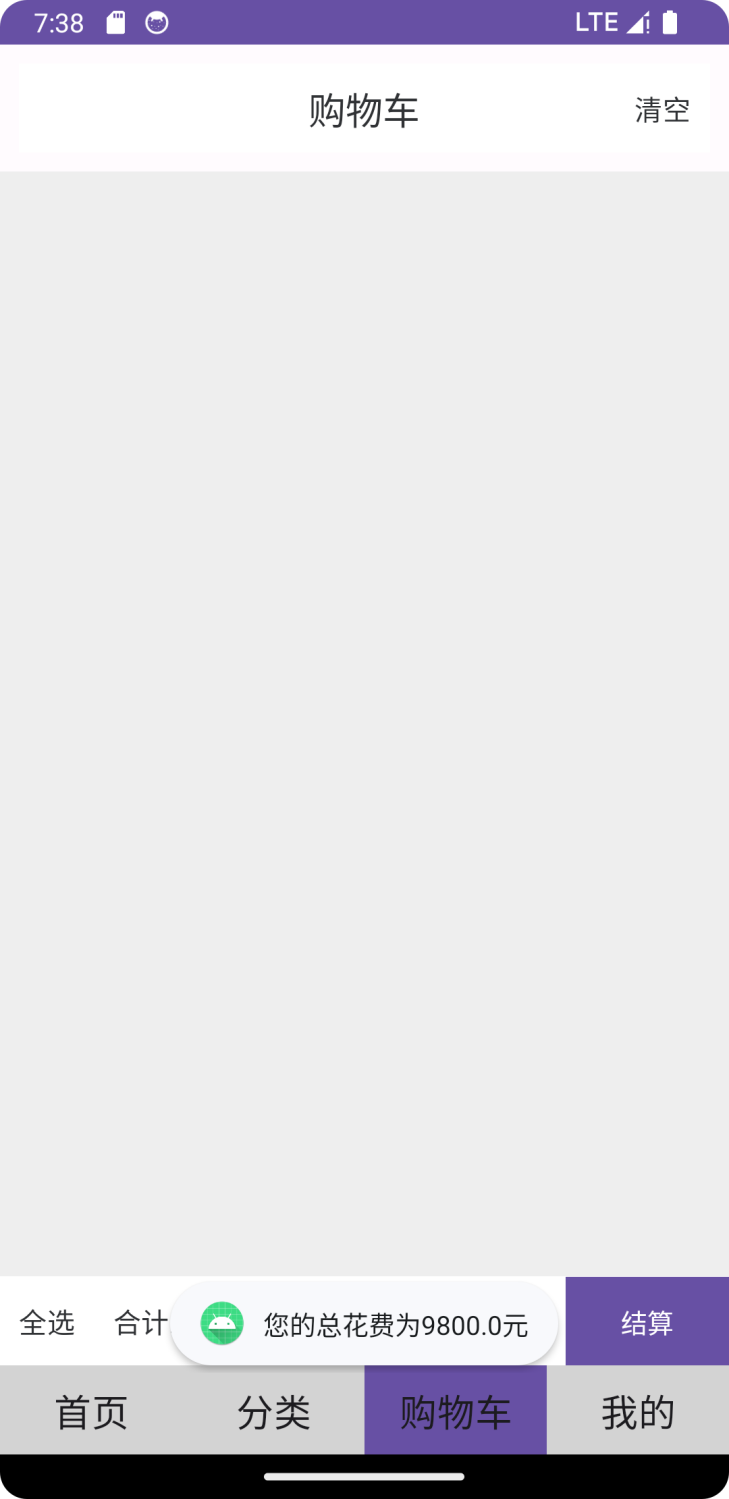 7:38 LTE
购物车 清空
全选 合计 您的总花费为9800.0元 结算
首页 分类 购物车 我的